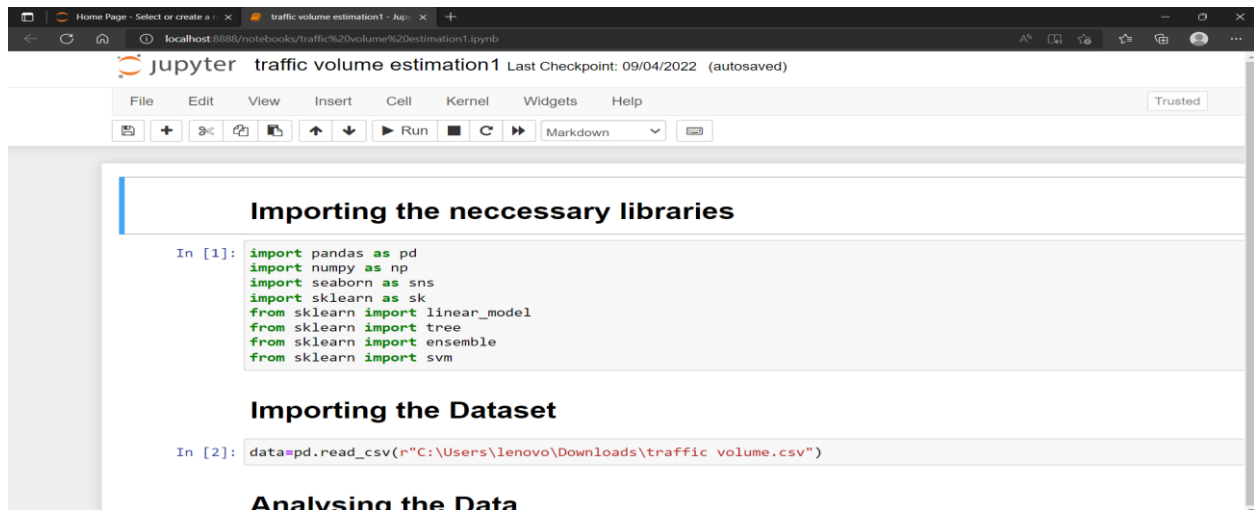 Home Page - Select or create a n
traffic volume estimation1 - Jupy
localhost:8888/notebooks/traffic%20volume%20estimation1.ipynb
jupyter traffic volume estimation1 Last Checkpoint: 09/04/2022 (autosaved)
File Edit View Insert Cell Kernel Widgets Help Trusted
Run Markdown
Importing the neccessary libraries
In [1]: import pandas as pd
import numpy as np
import seaborn as sns
import sklearn as sk
from sklearn import linear_model
from sklearn import tree
from sklearn import ensemble
from sklearn import svm
Importing the Dataset
In [2]: data=pd.read_csv(r"C:\Users\lenovo\Downloads\traffic volume.csv")
Analysing the Data